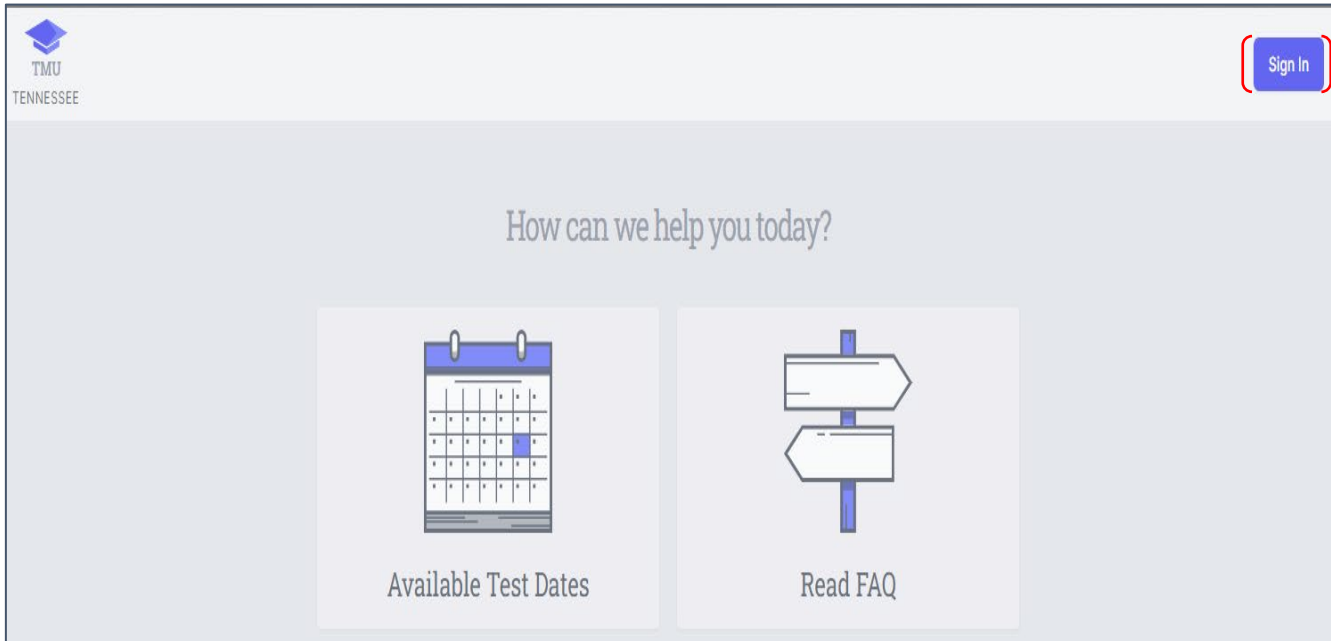 TMU
TENNESSEE
Sign In
How can we help you today?
Available Test Dates
Read FAQ